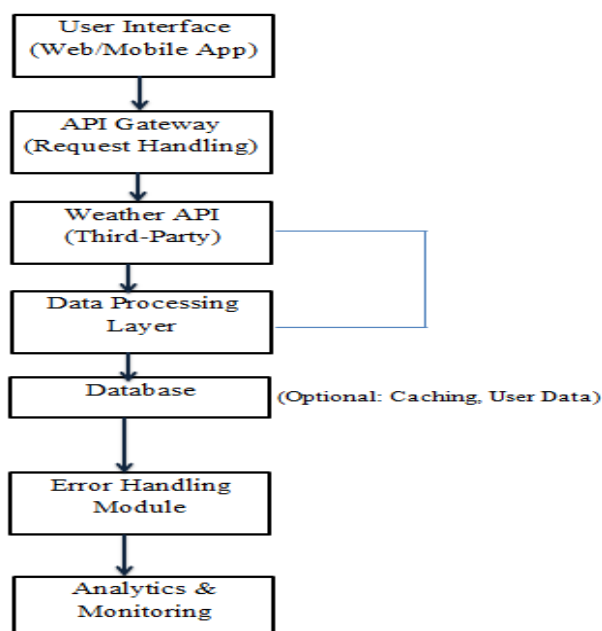 User Interface
(Web/Mobile App)
API Gateway
(Request Handling)
Weather API
(Third-Party)
Data Processing
Layer
Database
(Optional: Caching, User Data)
Error Handling
Module
Analytics &
Monitoring